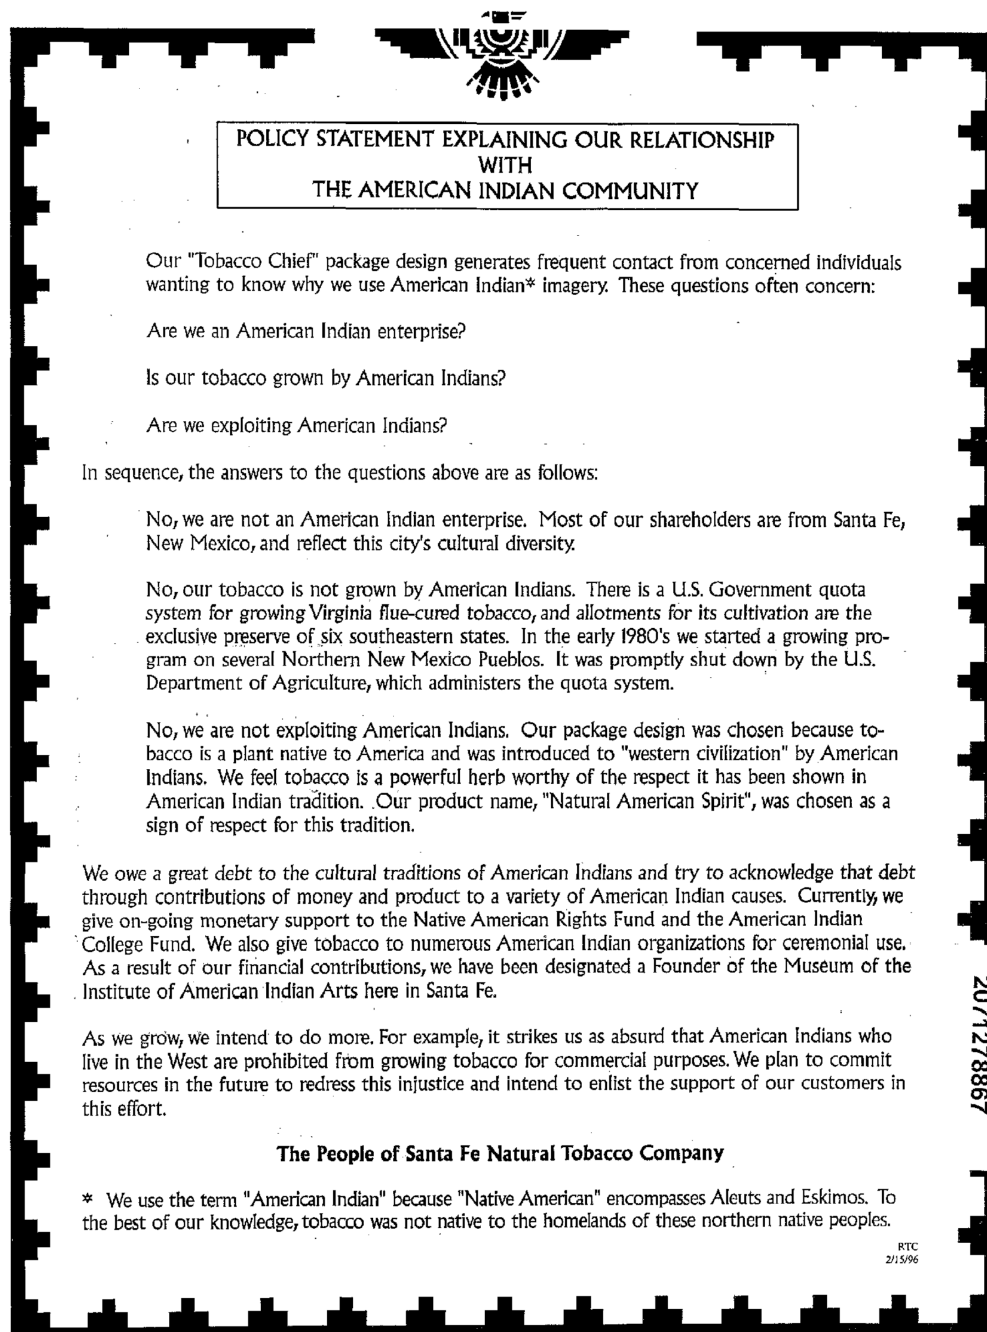 POLICY STATEMENT EXPLAINING OUR RELATIONSHIP
WITH
THE AMERICAN INDIAN COMMUNITY
Our "Tobacco Chief" package design generates frequent contact from concerned individuals
wanting to know why we use American Indian* imagery. These questions often concern:
Are we an American Indian enterprise?
Is our tobacco grown by American Indians?
Are we exploiting American Indians?
In sequence, the answers to the questions above are as follows:
No, we are not an American Indian enterprise. Most of our shareholders are from Santa Fe,
New Mexico, and reflect this city's cultural diversity.
No, our tobacco is not grown by American Indians. There is a U.S. Government quota
system for growing Virginia flue-cured tobacco, and allotments for its cultivation are the
exclusive preserve of six southeastern states. In the early 1980's we started a growing pro-
gram on several Northern New Mexico Pueblos. It was promptly shut down by the U.S.
Department of Agriculture, which administers the quota system.
No, we are not exploiting American Indians. Our package design was chosen because to-
bacco is a plant native to America and was introduced to "western civilization" by American
Indians. We feel tobacco is a powerful herb worthy of the respect it has been shown in
American Indian tradition. Our product name, "Natural American Spirit", was chosen as a
sign of respect for this tradition.
We owe a great debt to the cultural traditions of American Indians and try to acknowledge that debt
through contributions of money and product to a variety of American Indian causes. Currently, we
give on-going monetary support to the Native American Rights Fund and the American Indian
College Fund. We also give tobacco to numerous American Indian organizations for ceremonial use.
As a result of our financial contributions, we have been designated a Founder of the Museum of the
Institute of American Indian Arts here in Santa Fe.
As we grow, we intend to do more. For example, it strikes us as absurd that American Indians who
live in the West are prohibited from growing tobacco for commercial purposes. We plan to commit
resources in the future to redress this injustice and intend to enlist the support of our customers in
this effort.
The People of Santa Fe Natural Tobacco Company
* We use the term "American Indian" because "Native American" encompasses Aleuts and Eskimos. To
the best of our knowledge, tobacco was not native to the homelands of these northern native peoples.
RTC
2/15/96
2071278867